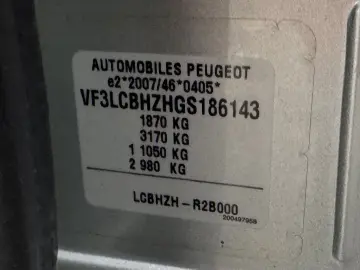 AUTOMOBILES PEUGEOT
e2*2007/46*0405*
VF3LCBHZHGS186143
1870 KG
3170 KG
1 1050 KG
2 980 KG
LCBHZH-R2B000